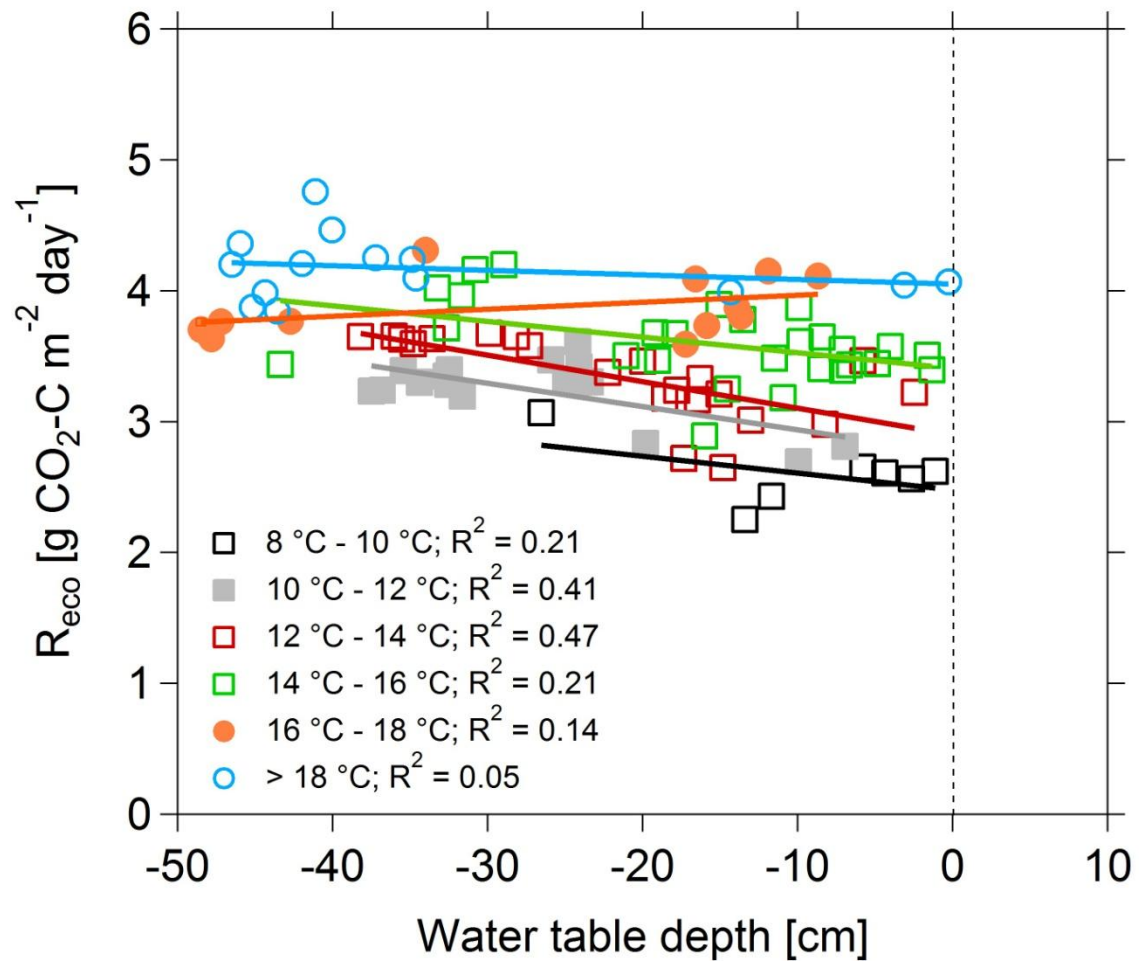 6
5
4
3
2
1
0
R_eco [g CO₂-C m⁻² day⁻¹]
8 °C - 10 °C; R² = 0.21
10 °C - 12 °C; R² = 0.41
12 °C - 14 °C; R² = 0.47
14 °C - 16 °C; R² = 0.21
16 °C - 18 °C; R² = 0.14
> 18 °C; R² = 0.05
-50 -40 -30 -20 -10 0 10
Water table depth [cm]